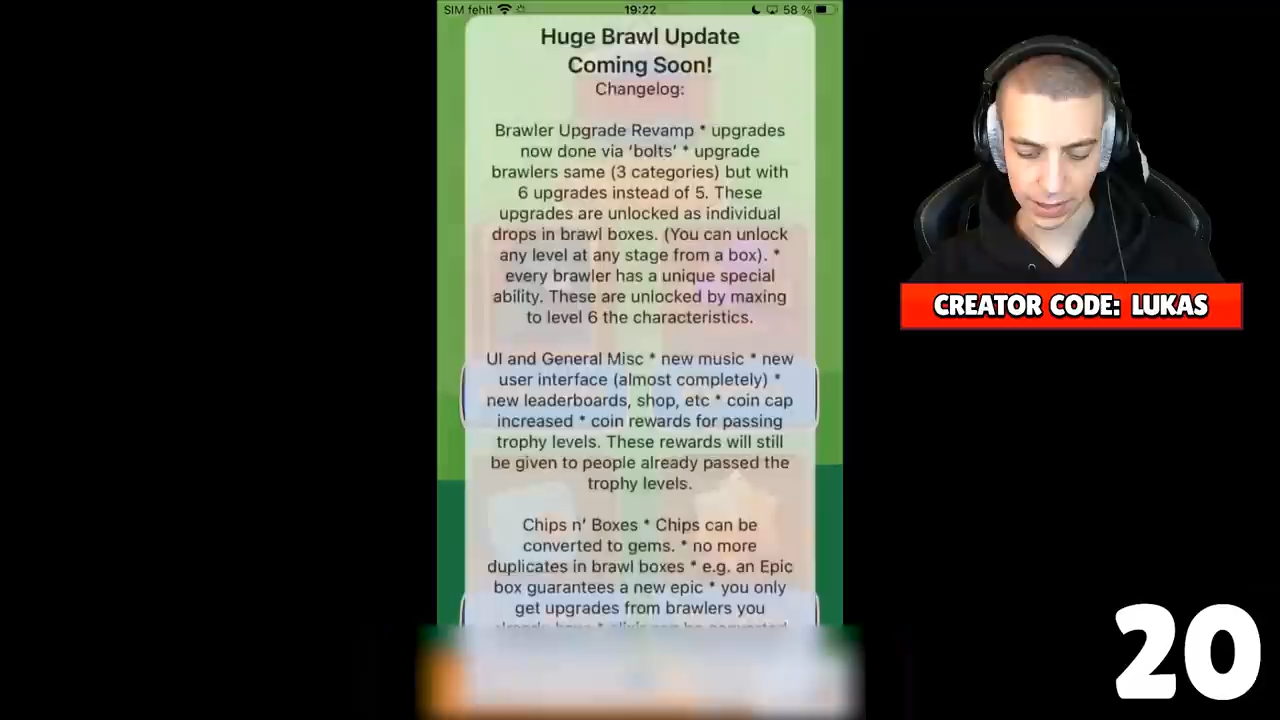 SIM fehlt
19:22
58 %
Huge Brawl Update
Coming Soon!
Changelog:
Brawler Upgrade Revamp * upgrades
now done via ‘bolts’ * upgrade
brawlers same (3 categories) but with
6 upgrades instead of 5. These
upgrades are unlocked as individual
drops in brawl boxes. (You can unlock
any level at any stage from a box). *
every brawler has a unique special
ability. These are unlocked by maxing
to level 6 the characteristics.
UI and General Misc * new music * new
user interface (almost completely) *
new leaderboards, shop, etc * coin cap
increased * coin rewards for passing
trophy levels. These rewards will still
be given to people already passed the
trophy levels.
Chips n’ Boxes * Chips can be
converted to gems. * no more
duplicates in brawl boxes * e.g. an Epic
box guarantees a new epic * you only
get upgrades from brawlers you
CREATOR CODE: LUKAS
20